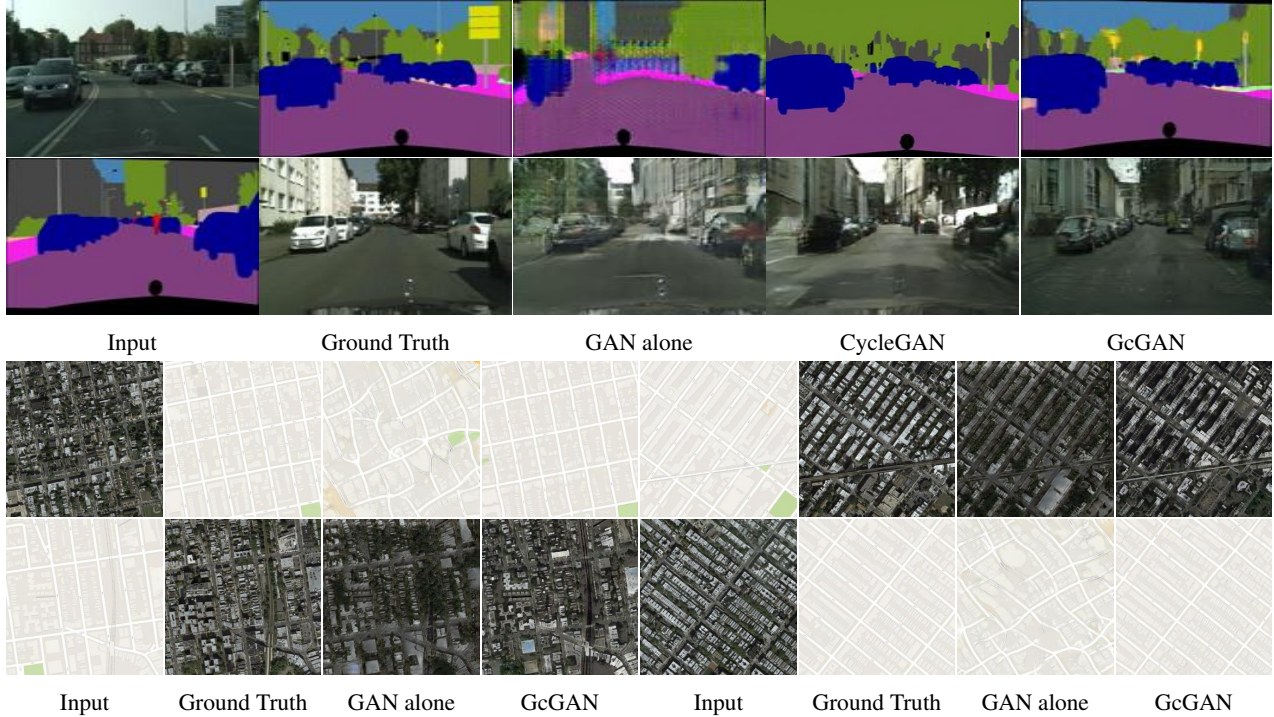 Input Ground Truth GAN alone CycleGAN GcGAN
Input Ground Truth GAN alone GcGAN Input Ground Truth GAN alone GcGAN